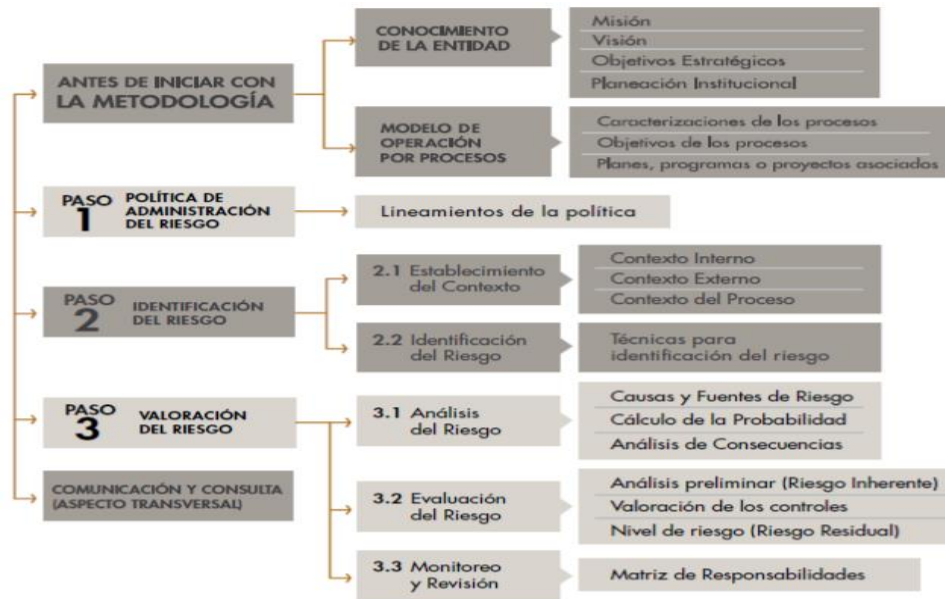 ANTES DE INICIAR CON
LA METODOLOGÍA
CONOCIMIENTO
DE LA ENTIDAD
Misión
Visión
Objetivos Estratégicos
Planeación Institucional
MODELO DE
OPERACIÓN
POR PROCESOS
Caracterizaciones de los procesos
Objetivos de los procesos
Planes, programas o proyectos asociados
PASO
1
POLÍTICA DE
ADMINISTRACIÓN
DEL RIESGO
Lineamientos de la política
PASO
2
IDENTIFICACIÓN
DEL RIESGO
2.1 Establecimiento
del Contexto
Contexto Interno
Contexto Externo
Contexto del Proceso
2.2 Identificación
del Riesgo
Técnicas para
identificación del riesgo
PASO
3
VALORACIÓN
DEL RIESGO
3.1 Análisis
del Riesgo
Causas y Fuentes de Riesgo
Cálculo de la Probabilidad
Análisis de Consecuencias
3.2 Evaluación
del Riesgo
Análisis preliminar (Riesgo Inherente)
Valoración de los controles
Nivel de riesgo (Riesgo Residual)
3.3 Monitoreo
y Revisión
Matriz de Responsabilidades
COMUNICACIÓN Y CONSULTA
(ASPECTO TRANSVERSAL)